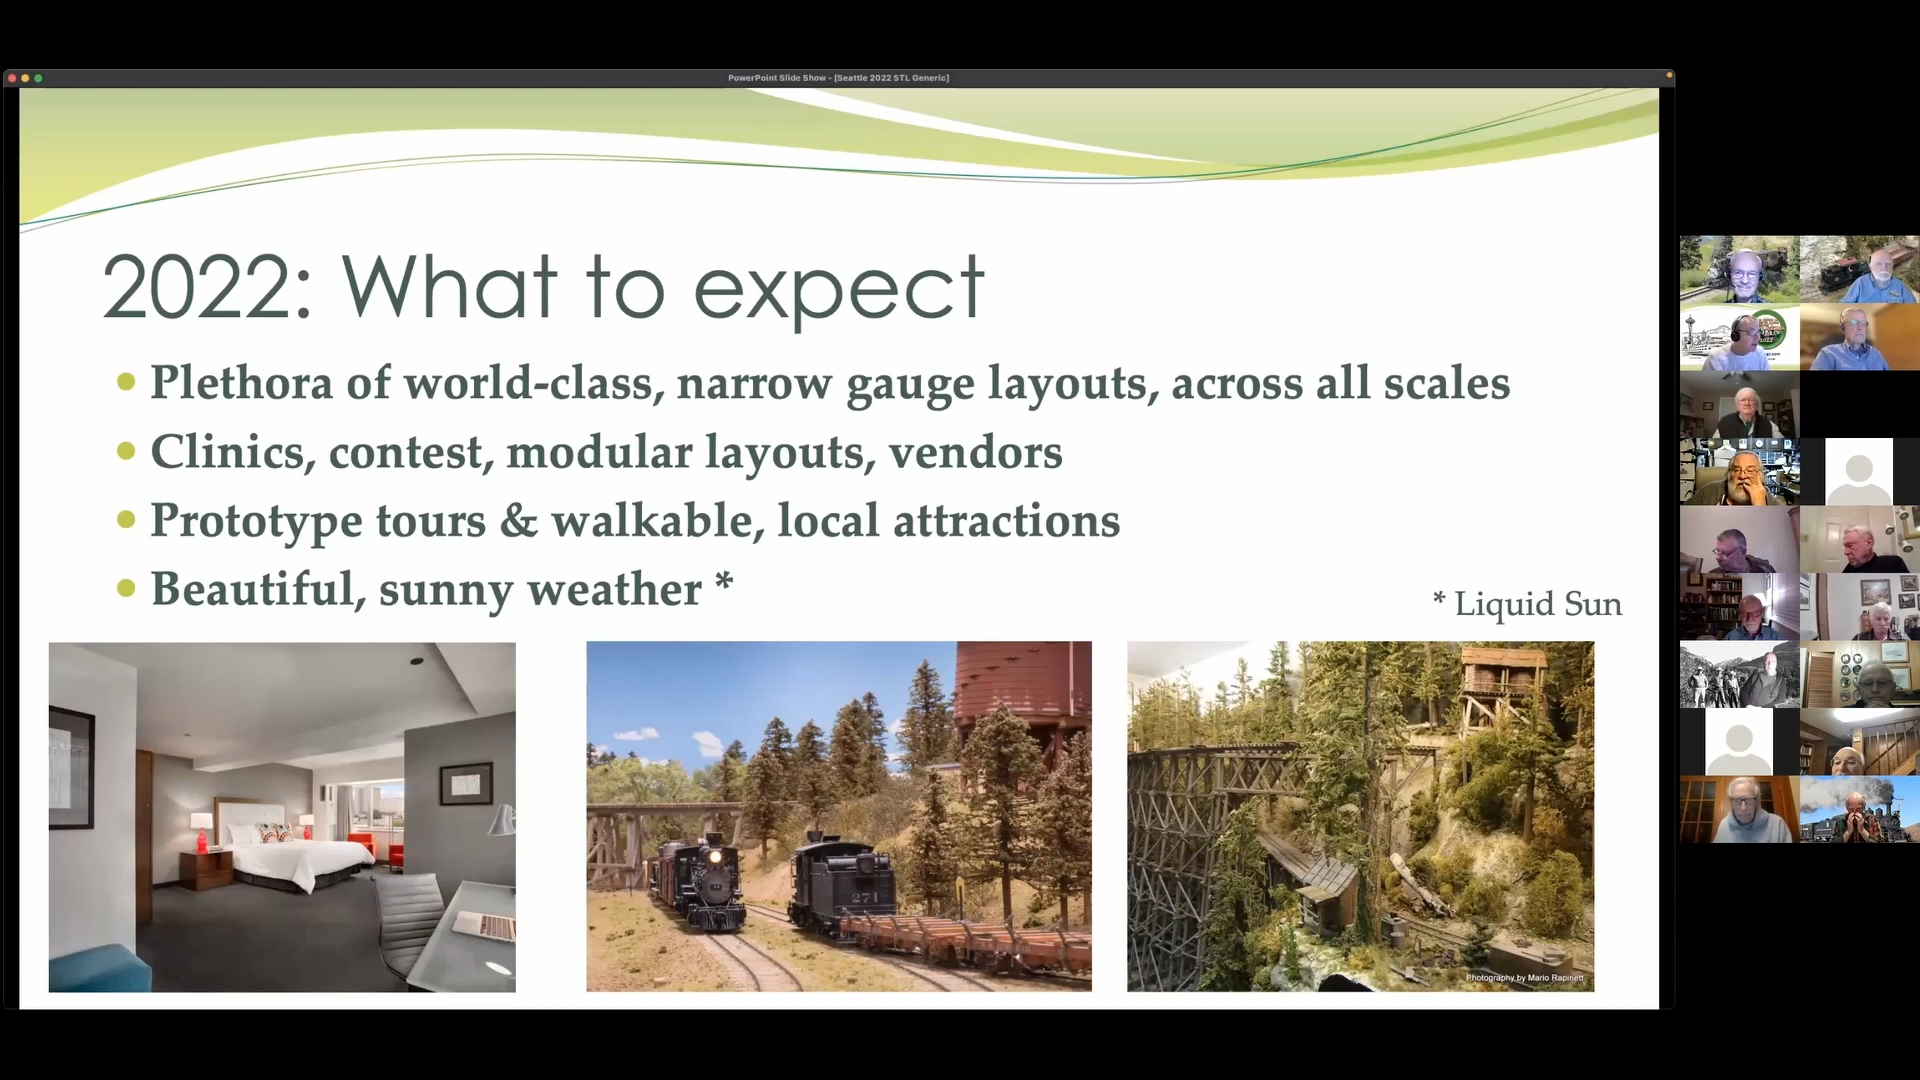 PowerPoint Slide Show - [Seattle 2022 STL Generic]
2022: What to expect
Plethora of world-class, narrow gauge layouts, across all scales
Clinics, contest, modular layouts, vendors
Prototype tours & walkable, local attractions
Beautiful, sunny weather *
* Liquid Sun
271
Photography by Mario Rapinett